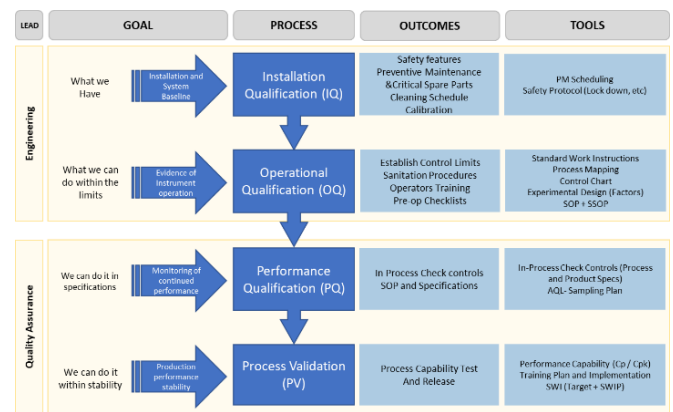 LEAD
GOAL
PROCESS
OUTCOMES
TOOLS
Engineering
What we
Have
Installation and
System
Baseline
Installation
Qualification (IQ)
Safety features
Preventive Maintenance
&Critical Spare Parts
Cleaning Schedule
Calibration
PM Scheduling
Safety Protocol (Lock down, etc)
What we can
do within the
limits
Evidence of
Instrument
operation
Operational
Qualification (OQ)
Establish Control Limits
Sanitation Procedures
Operators Training
Pre-op Checklists
Standard Work Instructions
Process Mapping
Control Chart
Experimental Design (Factors)
SOP + SSOP
Quality Assurance
We can do it in
specifications
Monitoring of
continued
performance
Performance
Qualification (PQ)
In Process Check controls
SOP and Specifications
In-Process Check Controls (Process
and Product Specs)
AQL- Sampling Plan
We can do it
within stability
Production
performance
stability
Process Validation
(PV)
Process Capability Test
And Release
Performance Capability (Cp / Cpk)
Training Plan and Implementation
SWI (Target + SWIP)